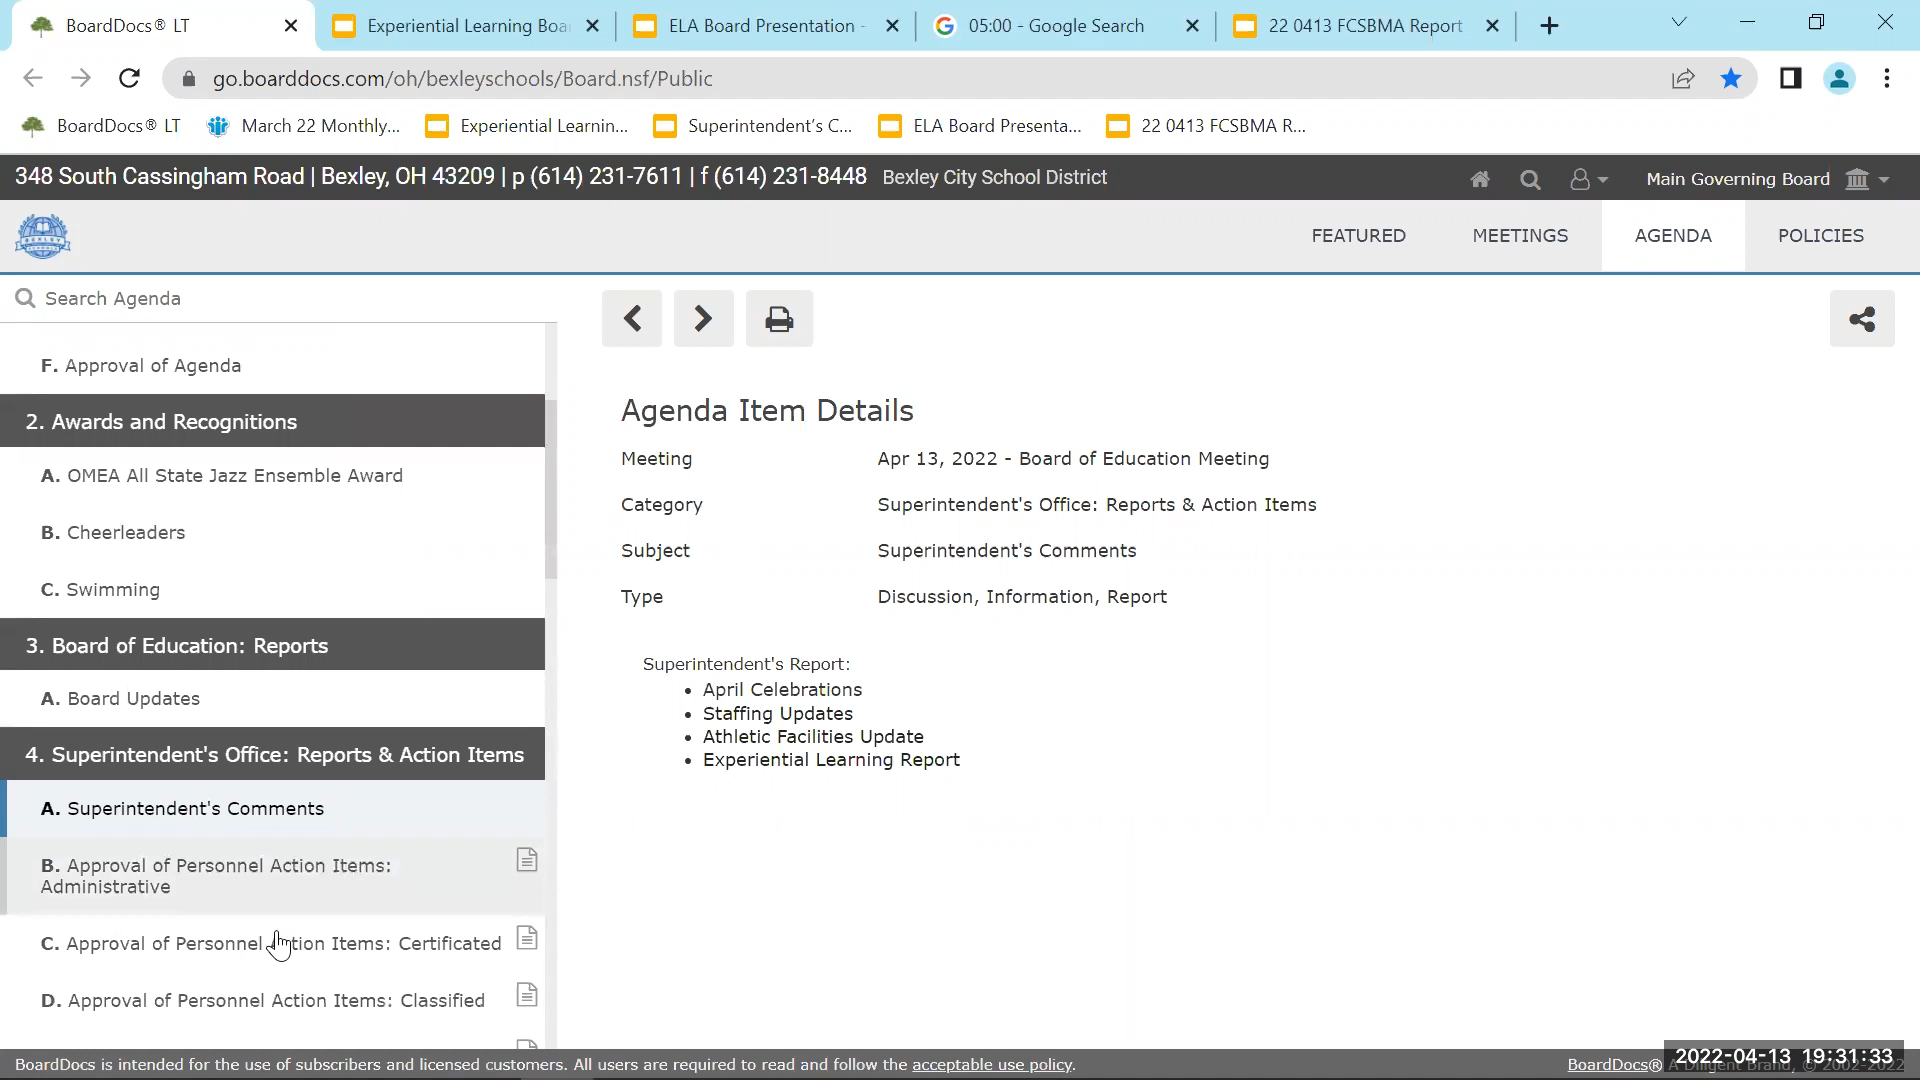 BoardDocs® LT
Experiential Learning Boa
ELA Board Presentation -
05:00 - Google Search
22 0413 FCSBMA Report
go.boarddocs.com/oh/bexleyschools/Board.nsf/Public
BoardDocs® LT
March 22 Monthly...
Experiential Learnin...
Superintendent's C...
ELA Board Presenta...
22 0413 FCSBMA R...
348 South Cassingham Road | Bexley, OH 43209 | p (614) 231-7611 | f (614) 231-8448 Bexley City School District
Main Governing Board
FEATURED
MEETINGS
AGENDA
POLICIES
Search Agenda
F. Approval of Agenda
2. Awards and Recognitions
A. OMEA All State Jazz Ensemble Award
B. Cheerleaders
C. Swimming
3. Board of Education: Reports
A. Board Updates
4. Superintendent's Office: Reports & Action Items
A. Superintendent's Comments
B. Approval of Personnel Action Items:
Administrative
C. Approval of Personnel Action Items: Certificated
D. Approval of Personnel Action Items: Classified
Agenda Item Details
Meeting Apr 13, 2022 - Board of Education Meeting
Category Superintendent's Office: Reports & Action Items
Subject Superintendent's Comments
Type Discussion, Information, Report
Superintendent's Report:
• April Celebrations
• Staffing Updates
• Athletic Facilities Update
• Experiential Learning Report
BoardDocs is intended for the use of subscribers and licensed customers. All users are required to read and follow the acceptable use policy.
BoardDocs® A Diligent Brand, © 2002-2022
2022-04-13 19:31:33